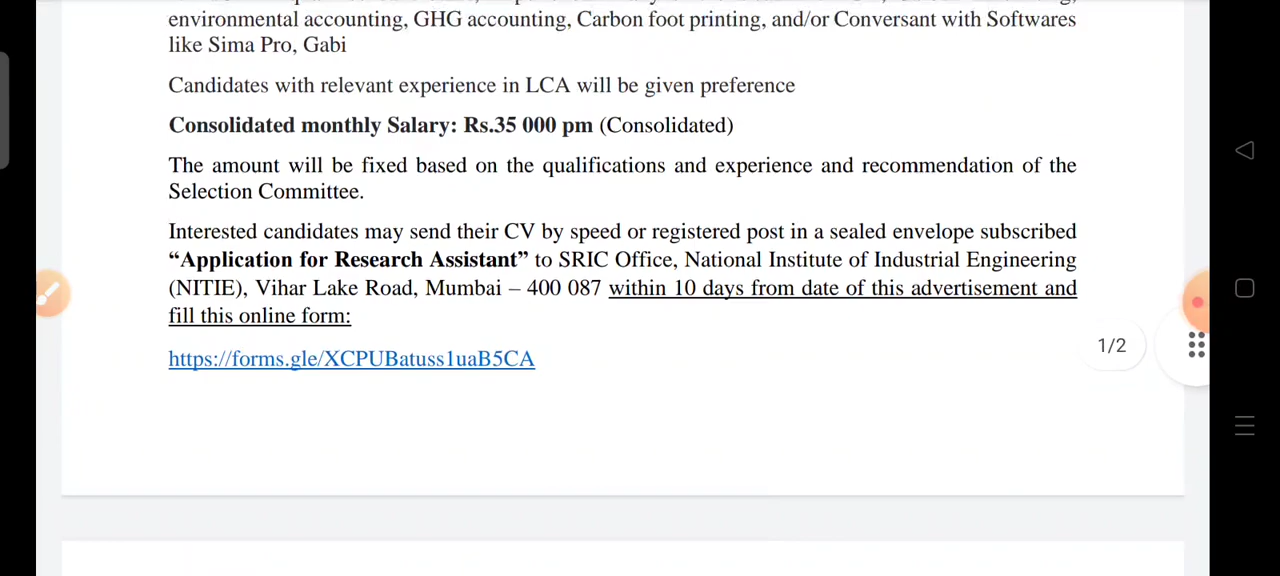 environmental accounting, GHG accounting, Carbon foot printing, and/or Conversant with Softwares
like Sima Pro, Gabi
Candidates with relevant experience in LCA will be given preference
Consolidated monthly Salary: Rs.35 000 pm (Consolidated)
The amount will be fixed based on the qualifications and experience and recommendation of the
Selection Committee.
Interested candidates may send their CV by speed or registered post in a sealed envelope subscribed
“Application for Research Assistant” to SRIC Office, National Institute of Industrial Engineering
(NITIE), Vihar Lake Road, Mumbai – 400 087 within 10 days from date of this advertisement and
fill this online form:
https://forms.gle/XCPUBatuss1uaB5CA
1/2